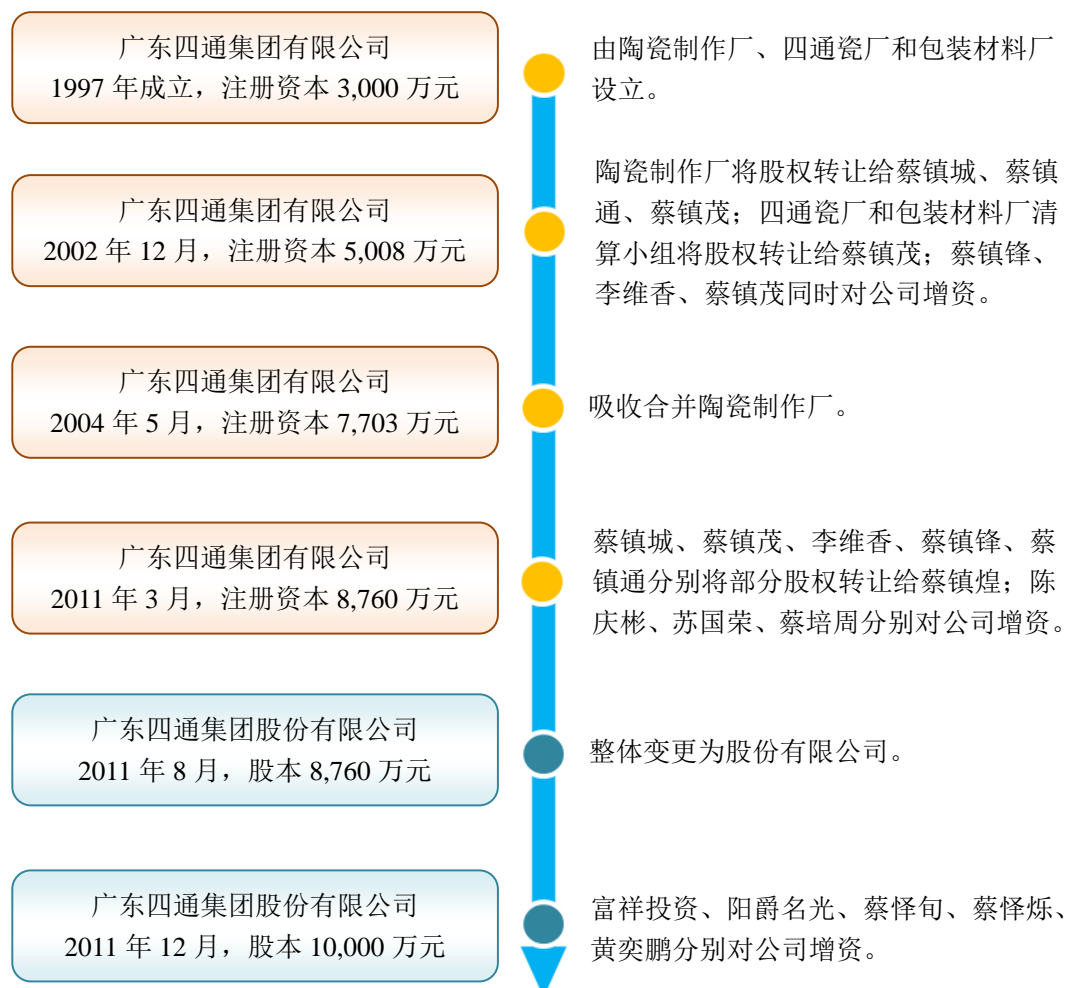 广东四通集团有限公司
1997 年成立，注册资本 3,000 万元
由陶瓷制作厂、四通瓷厂和包装材料厂
设立。
广东四通集团有限公司
2002 年 12 月，注册资本 5,008 万元
陶瓷制作厂将股权转让给蔡镇城、蔡镇
通、蔡镇茂；四通瓷厂和包装材料厂清
算小组将股权转让给蔡镇茂；蔡镇锋、
李维香、蔡镇茂同时对公司增资。
广东四通集团有限公司
2004 年 5 月，注册资本 7,703 万元
吸收合并陶瓷制作厂。
广东四通集团有限公司
2011 年 3 月，注册资本 8,760 万元
蔡镇城、蔡镇茂、李维香、蔡镇锋、蔡
镇通分别将部分股权转让给蔡镇煌；陈
庆彬、苏国荣、蔡培周分别对公司增资。
广东四通集团股份有限公司
2011 年 8 月，股本 8,760 万元
整体变更为股份有限公司。
广东四通集团股份有限公司
2011 年 12 月，股本 10,000 万元
富祥投资、阳爵名光、蔡怿旬、蔡怿烁、
黄奕鹏分别对公司增资。